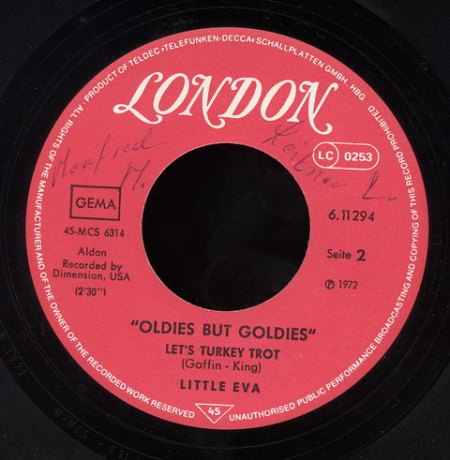 ALL RIGHTS OF THE MANUFACTURER AND OF THE OWNER OF THE RECORDED WORK RESERVED
PRODUCT OF TELDEC »TELEFUNKEN-DECCA« SCHALLPLATTEN GMBH., HBG.
UNAUTHORISED PUBLIC PERFORMANCE BROADCASTING AND COPYING OF THIS RECORD PROHIBITED
LONDON
Manfred M.
LC 0253
GEMA
6.11294
45-MCS 6314
Aldon
Recorded by
Dimension, USA
(2'30")
Seite 2
℗ 1972
"OLDIES BUT GOLDIES"
LET'S TURKEY TROT
(Goffin - King)
LITTLE EVA
45